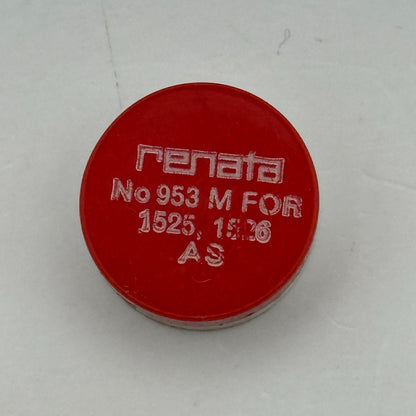 renata
No 953 M FOR
1525, 1526
AS